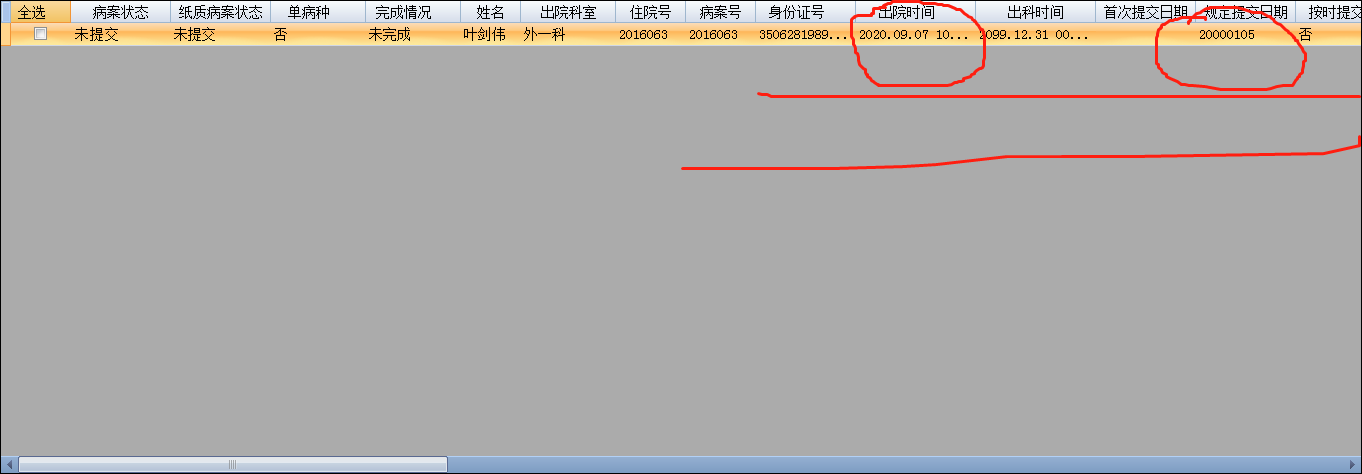 全选 病案状态 纸质病案状态 单病种 完成情况 姓名 出院科室 住院号 病案号 身份证号 出院时间 出科时间 首次提交日期 规定提交日期 按时提交
未提交 未提交 否 未完成 叶剑伟 外一科 2016063 2016063 3506281989... 2020.09.07 10... 2099.12.31 00... 20000105 否